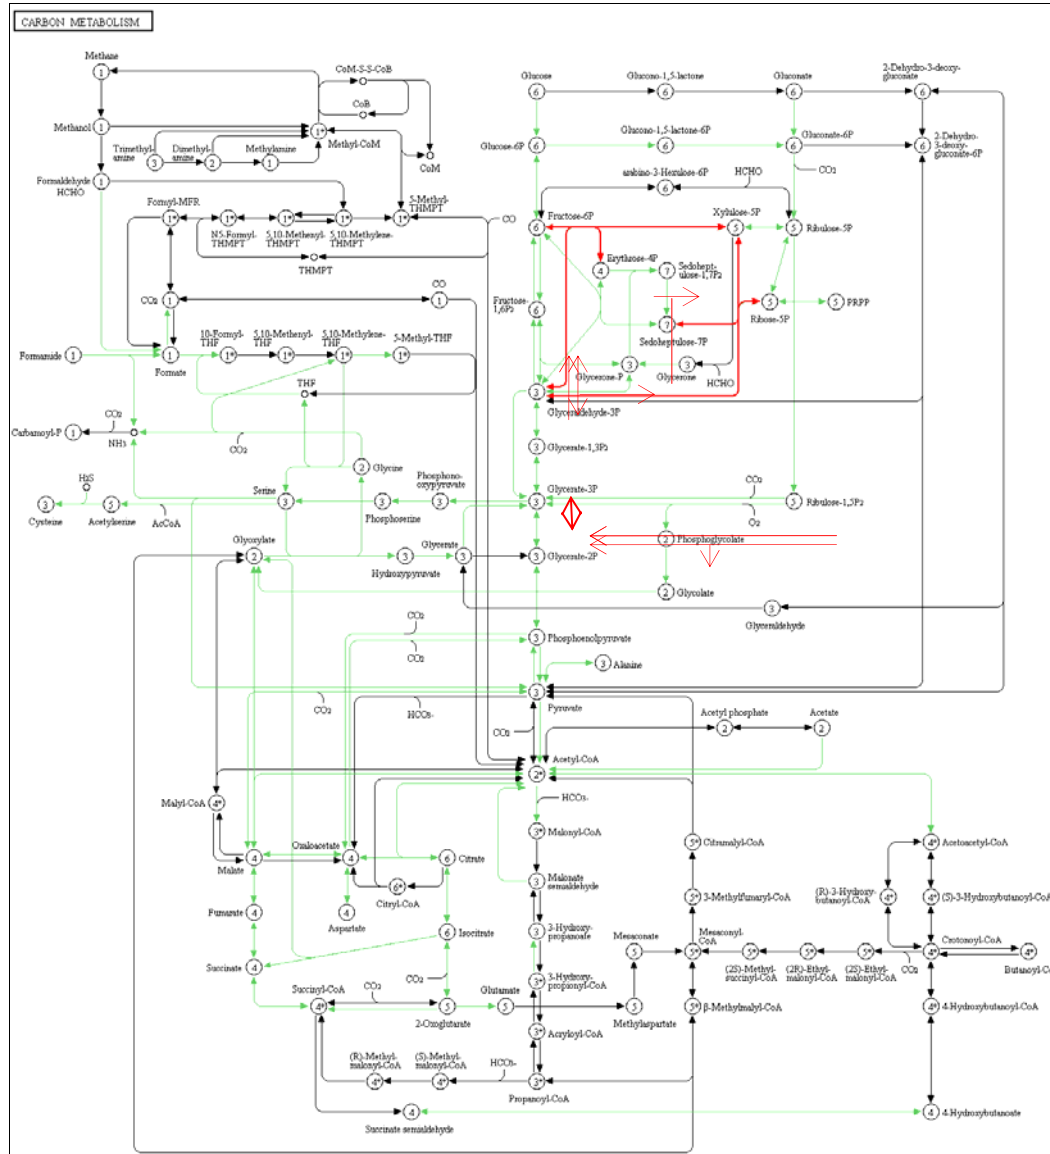 CARBON METABOLISM
Methane
CoM-S-S-CoB
CoB
Methanol
Methyl-CoM
Trimethyl-
amine
Dimethyl-
amine
Methylamine
CoM
Formaldehyde
HCHO
Formyl-MFR
N5-Formyl-
THMPT
5,10-Methenyl-
THMPT
5,10-Methylene-
THMPT
5-Methyl-
THMPT
CO
THMPT
CO2
CO
Formamide
Formate
10-Formyl-
THF
5,10-Methenyl-
THF
5,10-Methylene-
THF
5-Methyl-THF
THF
Carbamoyl-P
CO2
NH3
CO2
Glycine
H2S
Cysteine
Acetylserine
AcCoA
Serine
Phosphoserine
Phosphono-
oxypyruvate
Glyoxylate
Hydroxypyruvate
Glycerate
Glucose
Glucono-1,5-lactone
Gluconate
2-Dehydro-3-deoxy-
gluconate
Glucose-6P
Glucono-1,5-lactone-6P
Gluconate-6P
2-Dehydro-
3-deoxy-
gluconate-6P
CO2
arabino-3-Hexulose-6P
HCHO
Fructose-6P
Xylulose-5P
Ribulose-5P
Erythrose-4P
Sedohept-
ulose-1,7P2
Fructose-
1,6P2
Sedoheptulose-7P
Ribose-5P
PRPP
Glycerone-P
Glycerone
HCHO
Glyceraldehyde-3P
Glycerate-1,3P2
Glycerate-3P
CO2
Ribulose-1,5P2
O2
Phosphoglycolate
Glycerate-2P
Glycolate
Glyceraldehyde
CO2
CO2
Phosphoenolpyruvate
Alanine
CO2
HCO3-
CO2
Pyruvate
Acetyl phosphate
Acetate
Acetyl-CoA
HCO3-
Malyl-CoA
Malate
Oxaloacetate
Citrate
Citryl-CoA
Malonyl-CoA
Malonate
semialdehyde
Citramalyl-CoA
Acetoacetyl-CoA
3-Methylfumaryl-CoA
(R)-3-Hydroxy-
butanoyl-CoA
(S)-3-Hydroxybutanoyl-CoA
Fumarate
Aspartate
Isocitrate
3-Hydroxy-
propanoate
Mesaconate
Mesaconyl-
CoA
(2S)-Methyl-
succinyl-CoA
(2R)-Ethyl-
malonyl-CoA
(2S)-Ethyl-
malonyl-CoA
CO2
Crotonyl-CoA
Succinate
CO2
3-Hydroxy-
propionyl-CoA
Succinyl-CoA
CO2
2-Oxoglutarate
Glutamate
Methylaspartate
β-Methylmalyl-CoA
4-Hydroxybutanoyl-CoA
Acryloyl-CoA
(R)-Methyl-
malonyl-CoA
(S)-Methyl-
malonyl-CoA
HCO3-
Propanoyl-CoA
Succinate semialdehyde
4-Hydroxybutanoate